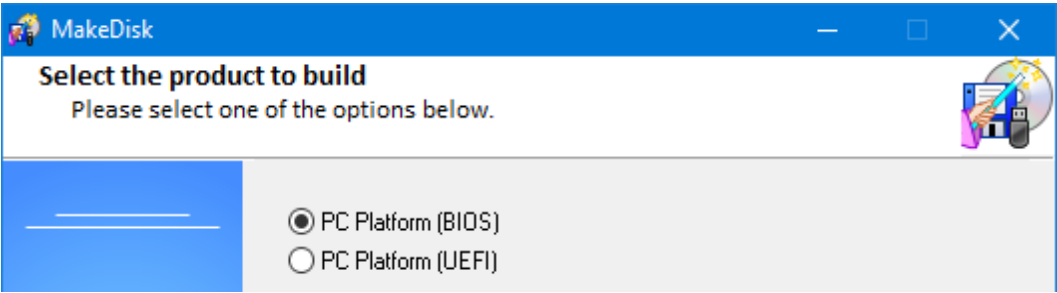 MakeDisk
Select the product to build
Please select one of the options below.
PC Platform (BIOS)
PC Platform (UEFI)